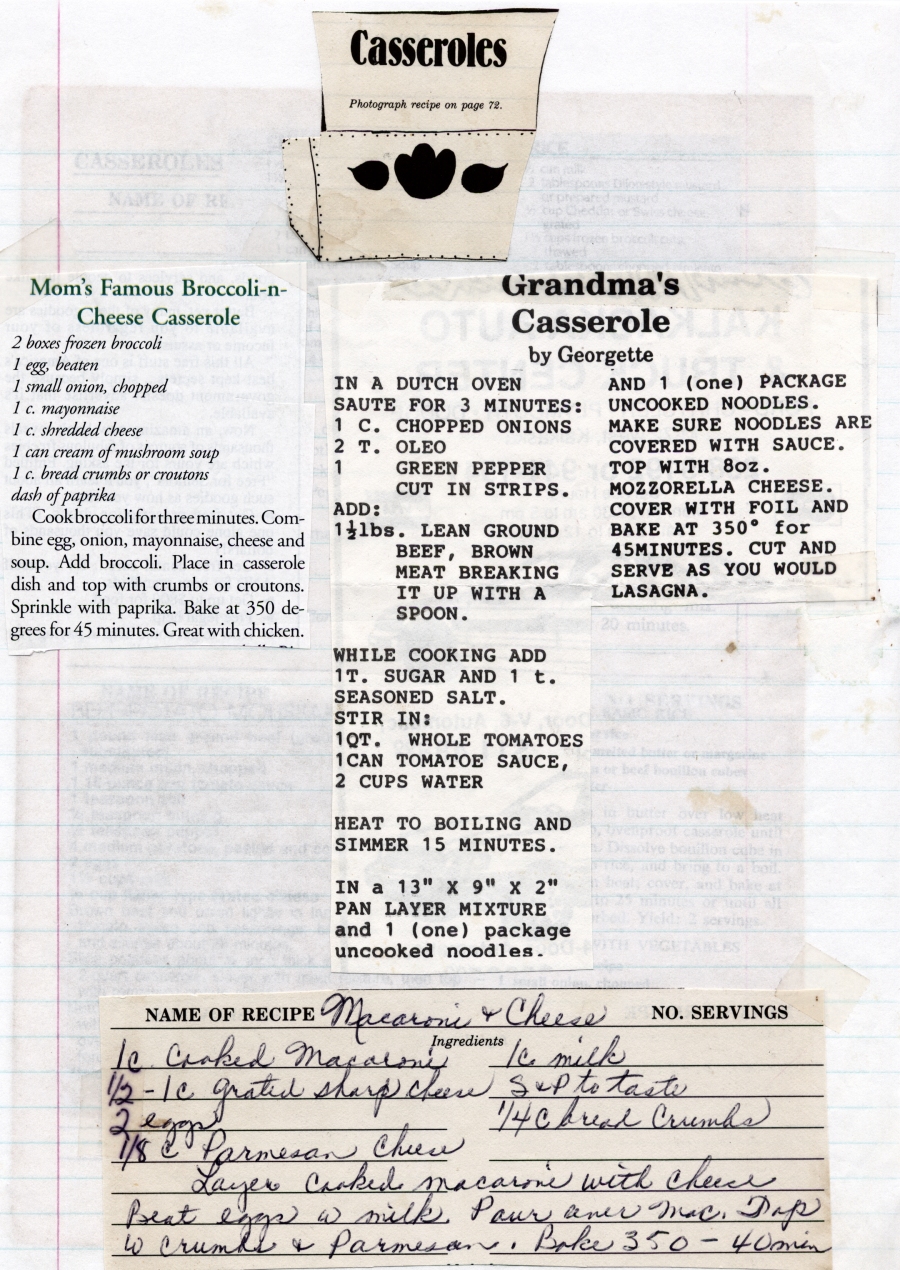 Casseroles
Photograph recipe on page 72.
Mom's Famous Broccoli-n-
Cheese Casserole
2 boxes frozen broccoli
1 egg, beaten
1 small onion, chopped
1 c. mayonnaise
1 c. shredded cheese
1 can cream of mushroom soup
1 c. bread crumbs or croutons
dash of paprika
Cook broccoli for three minutes. Com-
bine egg, onion, mayonnaise, cheese and
soup. Add broccoli. Place in casserole
dish and top with crumbs or croutons.
Sprinkle with paprika. Bake at 350 de-
grees for 45 minutes. Great with chicken.
Grandma's
Casserole
by Georgette
IN A DUTCH OVEN
SAUTE FOR 3 MINUTES:
1 C. CHOPPED ONIONS
2 T. OLEO
1 GREEN PEPPER
CUT IN STRIPS.
ADD:
1½lbs. LEAN GROUND
BEEF, BROWN
MEAT BREAKING
IT UP WITH A
SPOON.
WHILE COOKING ADD
1T. SUGAR AND 1 t.
SEASONED SALT.
STIR IN:
1QT. WHOLE TOMATOES
1CAN TOMATOE SAUCE,
2 CUPS WATER
HEAT TO BOILING AND
SIMMER 15 MINUTES.
IN a 13" X 9" X 2"
PAN LAYER MIXTURE
and 1 (one) package
uncooked noodles.
AND 1 (one) PACKAGE
UNCOOKED NOODLES.
MAKE SURE NOODLES ARE
COVERED WITH SAUCE.
TOP WITH 8oz.
MOZZORELLA CHEESE.
COVER WITH FOIL AND
BAKE AT 350° for
45MINUTES. CUT AND
SERVE AS YOU WOULD
LASAGNA.
NAME OF RECIPE Macaroni & Cheese NO. SERVINGS
Ingredients
1c. Cooked Macaroni 1c milk
1/2 - 1c grated sharp cheese S & P to taste
2 eggs 1/4 C bread Crumbs
1/8 c Parmesan Cheese
Layer cooked macaroni with cheese
Beat eggs w milk. Pour over Mac. Top
w crumbs & Parmesan. Bake 350 - 40 min